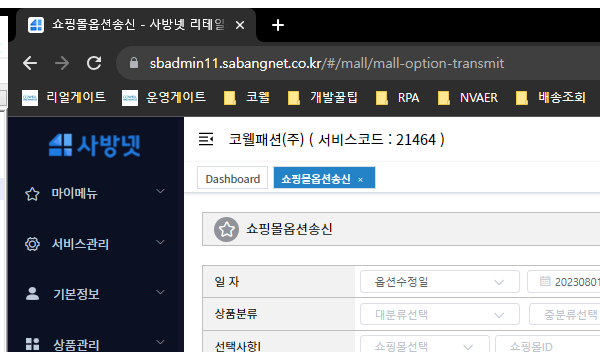 쇼핑몰옵션송신 - 사방넷 리테일
sbadmin11.sabangnet.co.kr/#/mall/mall-option-transmit
리얼게이트 운영게이트 코웰 개발꿀팁 RPA NVAER 배송조회
사방넷
코웰패션(주) ( 서비스코드 : 21464 )
Dashboard 쇼핑몰옵션송신 ×
마이메뉴
쇼핑몰옵션송신
서비스관리
기본정보
일 자 옵션수정일 20230801
상품분류 대분류선택 중분류선택
상품관리
선택사항I 쇼핑몰선택 쇼핑몰ID